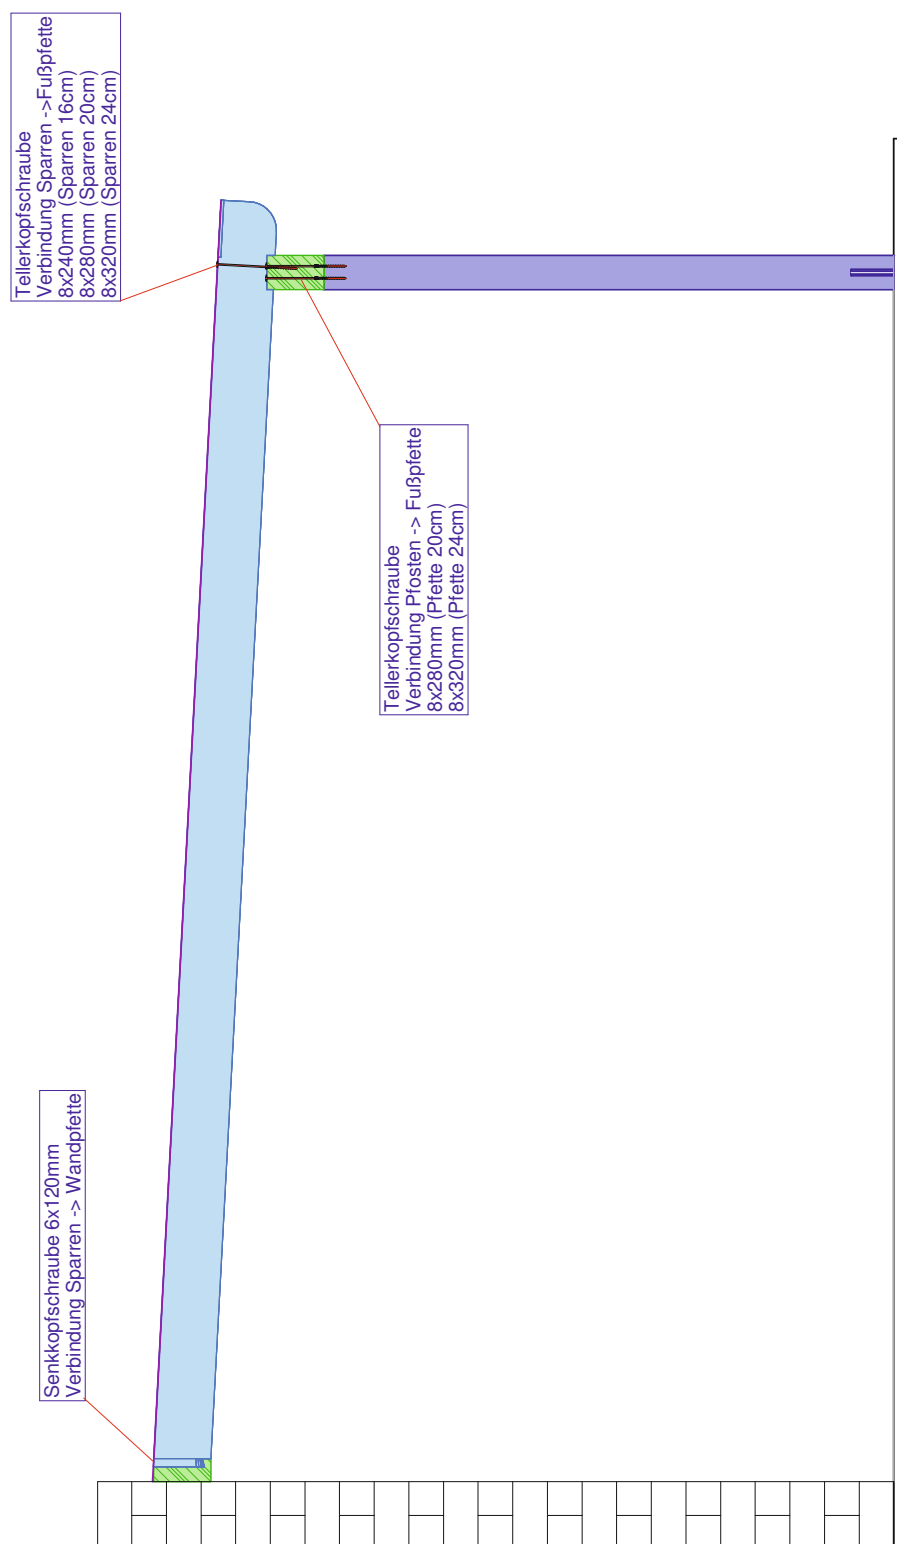 Tellerkopfschraube
Verbindung Sparren ->Fußpfette
8x240mm (Sparren 16cm)
8x280mm (Sparren 20cm)
8x320mm (Sparren 24cm)
Tellerkopfschraube
Verbindung Pfosten -> Fußpfette
8x280mm (Pfette 20cm)
8x320mm (Pfette 24cm)
Senkkopfschraube 6x120mm
Verbindung Sparren -> Wandpfette